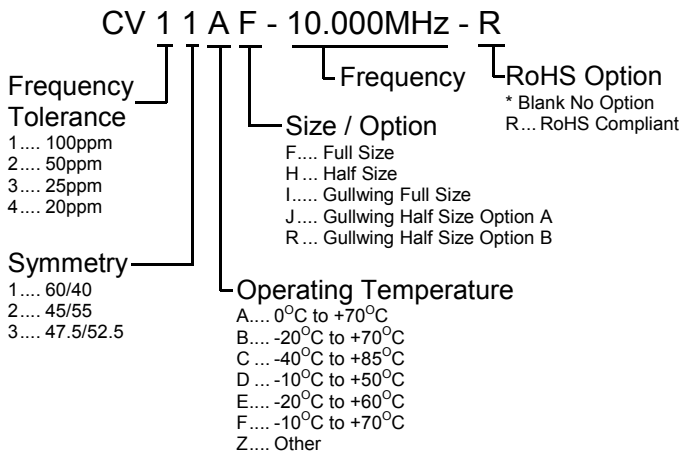 CV 1 1 A F - 10.000MHz - R
Frequency
Tolerance
1.... 100ppm
2.... 50ppm
3.... 25ppm
4.... 20ppm
Symmetry
1.... 60/40
2.... 45/55
3.... 47.5/52.5
Operating Temperature
A.... 0°C to +70°C
B.... -20°C to +70°C
C ... -40°C to +85°C
D ... -10°C to +50°C
E.... -20°C to +60°C
F.... -10°C to +70°C
Z.... Other
Size / Option
F.... Full Size
H ... Half Size
I..... Gullwing Full Size
J.... Gullwing Half Size Option A
R ... Gullwing Half Size Option B
Frequency
RoHS Option
* Blank No Option
R... RoHS Compliant